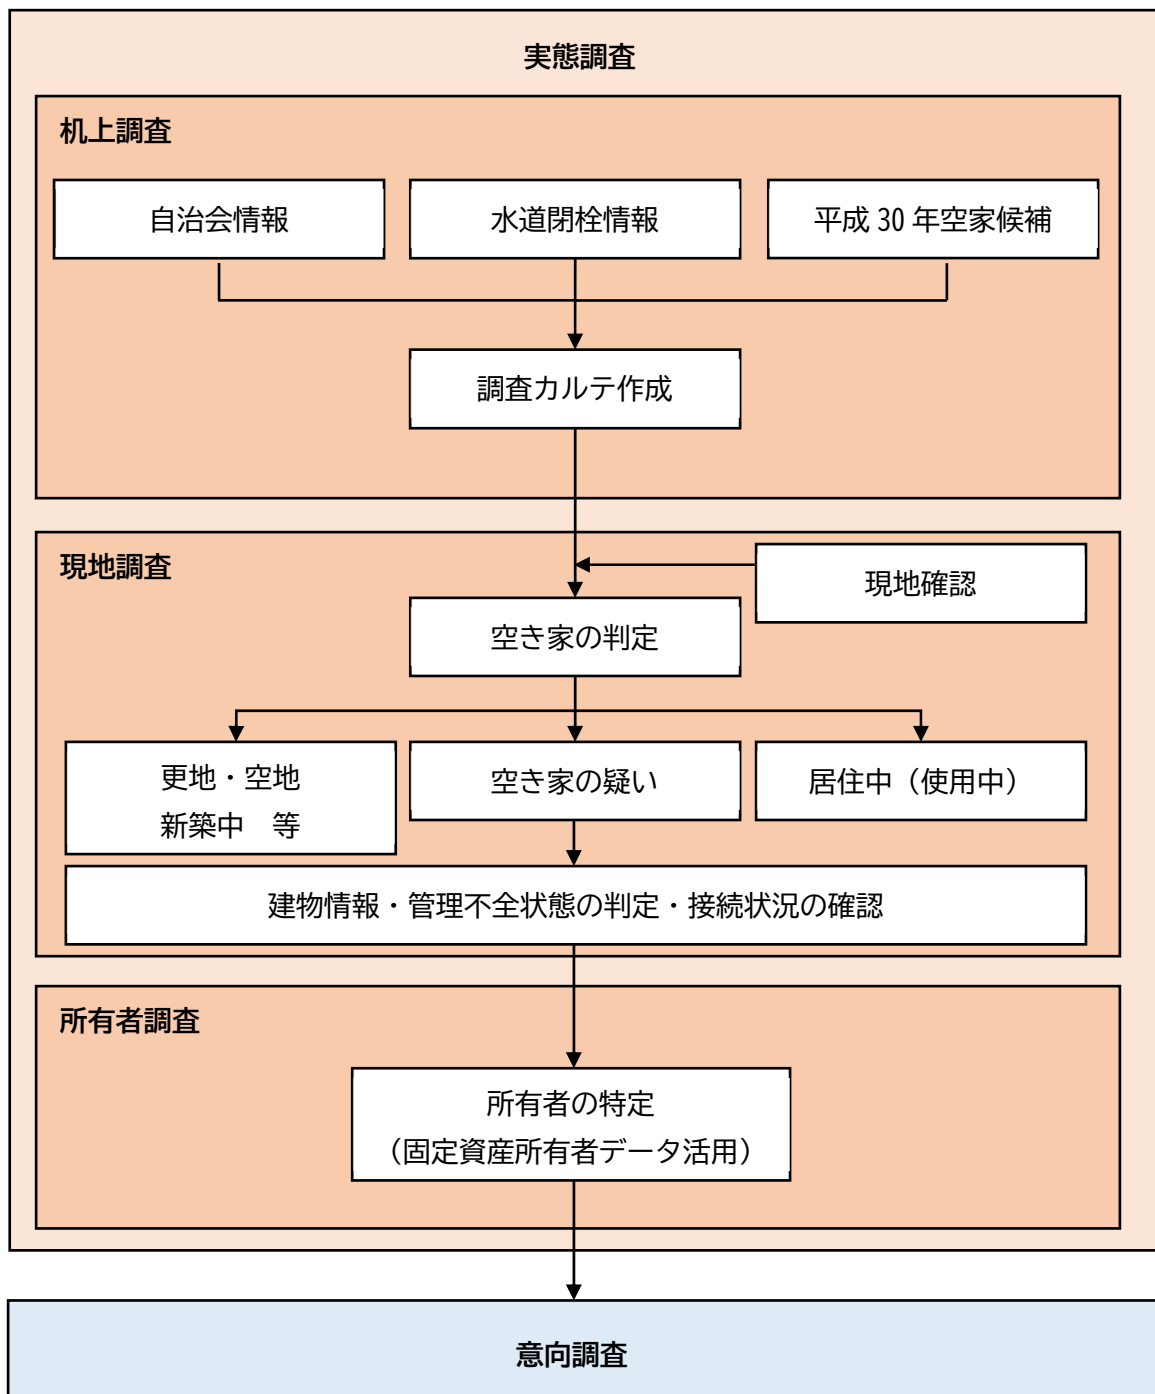 実態調査
机上調査
自治会情報
水道閉栓情報
平成 30 年空家候補
調査カルテ作成
現地調査
現地確認
空き家の判定
更地・空地
新築中　等
空き家の疑い
居住中（使用中）
建物情報・管理不全状態の判定・接続状況の確認
所有者調査
所有者の特定
（固定資産所有者データ活用）
意向調査